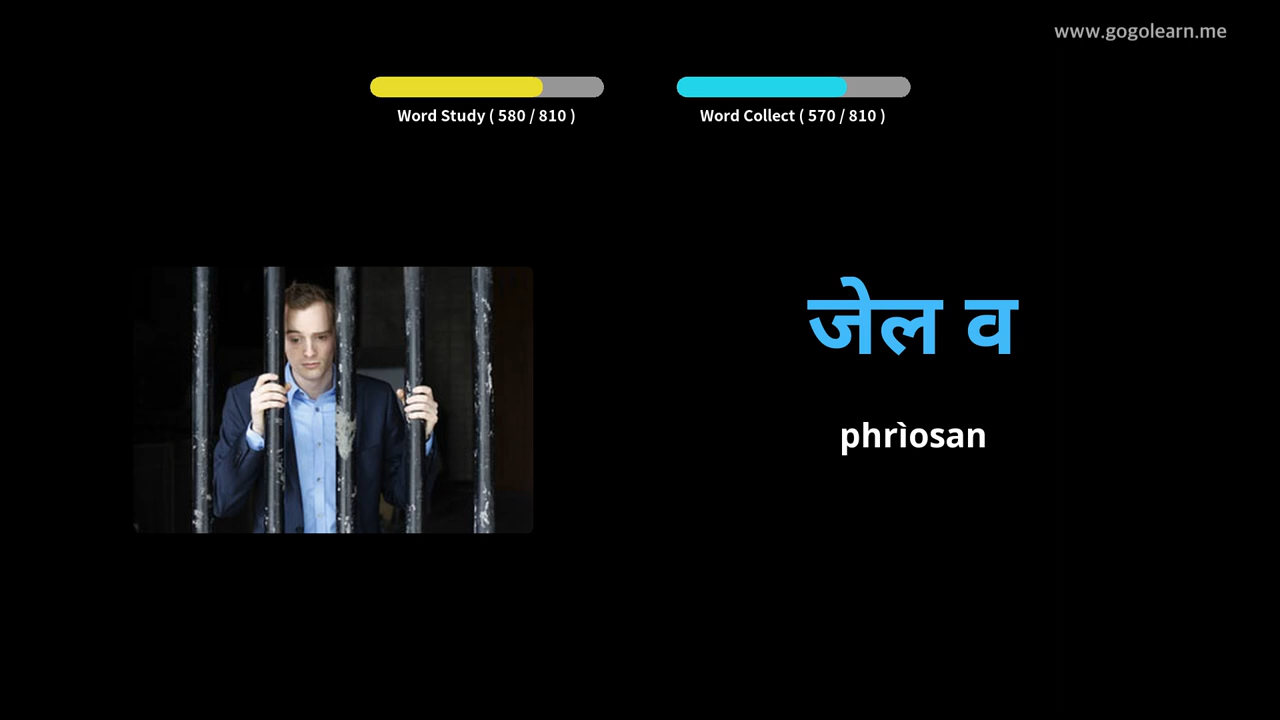 www.gogolearn.me
Word Study ( 580 / 810 )
Word Collect ( 570 / 810 )
जेल व
phrìosan